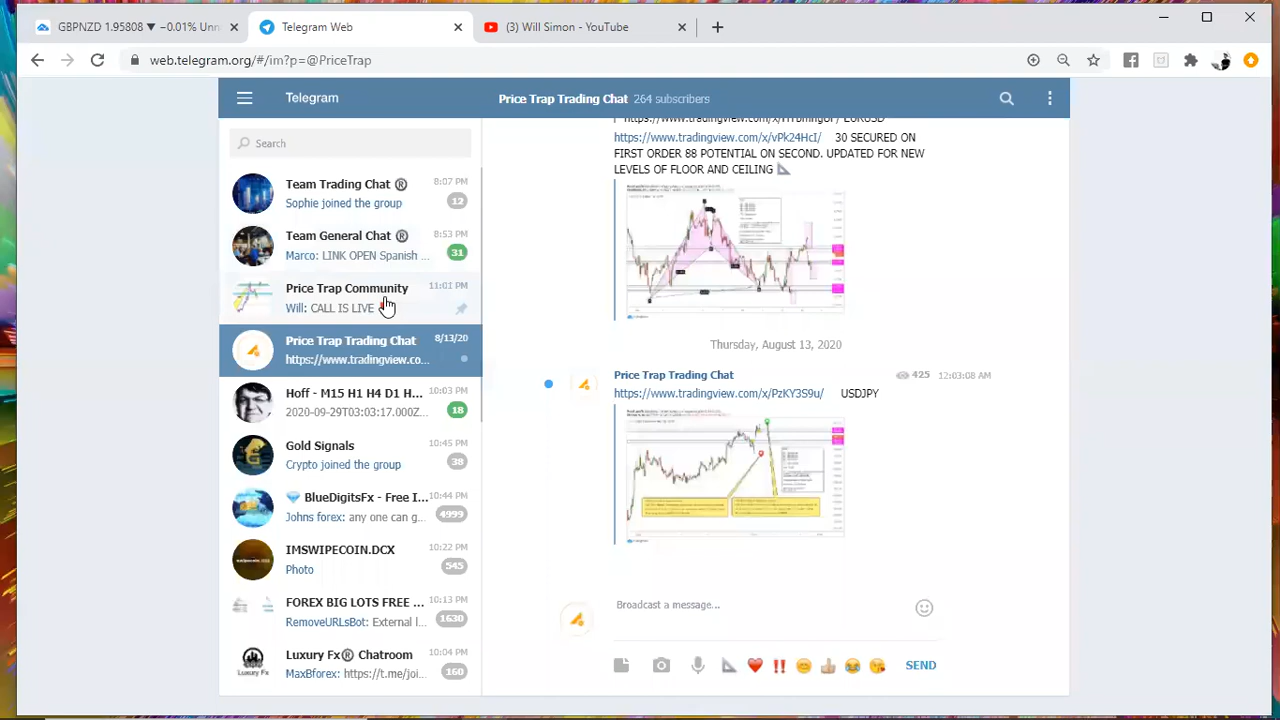 GBPNZD 1.95808 ▼ −0.01% Unn
Telegram Web
(3) Will Simon - YouTube
web.telegram.org/#/im?p=@PriceTrap
Telegram
Price Trap Trading Chat 264 subscribers
Search
Team Trading Chat ®
8:07 PM
Sophie joined the group
12
Team General Chat ®
8:53 PM
Marco: LINK OPEN Spanish ...
31
Price Trap Community
11:01 PM
Will: CALL IS LIVE
Price Trap Trading Chat
8/13/20
https://www.tradingview.co...
Hoff - M15 H1 H4 D1 H...
10:03 PM
2020-09-29T03:03:17.000Z...
18
Gold Signals
10:45 PM
Crypto joined the group
38
BlueDigitsFx - Free I...
10:44 PM
Johns forex: any one can g...
4999
IMSWIPECOIN.DCX
10:22 PM
Photo
545
FOREX BIG LOTS FREE ...
10:13 PM
RemoveURLsBot: External l...
1630
Luxury Fx® Chatroom
10:04 PM
MaxBforex: https://t.me/joi...
160
Luxury Fx
https://www.tradingview.com/x/vPk24HcI/ 30 SECURED ON
FIRST ORDER 88 POTENTIAL ON SECOND. UPDATED FOR NEW
LEVELS OF FLOOR AND CEILING
Thursday, August 13, 2020
Price Trap Trading Chat
425 12:03:08 AM
https://www.tradingview.com/x/PzKY3S9u/ USDJPY
Broadcast a message...
SEND